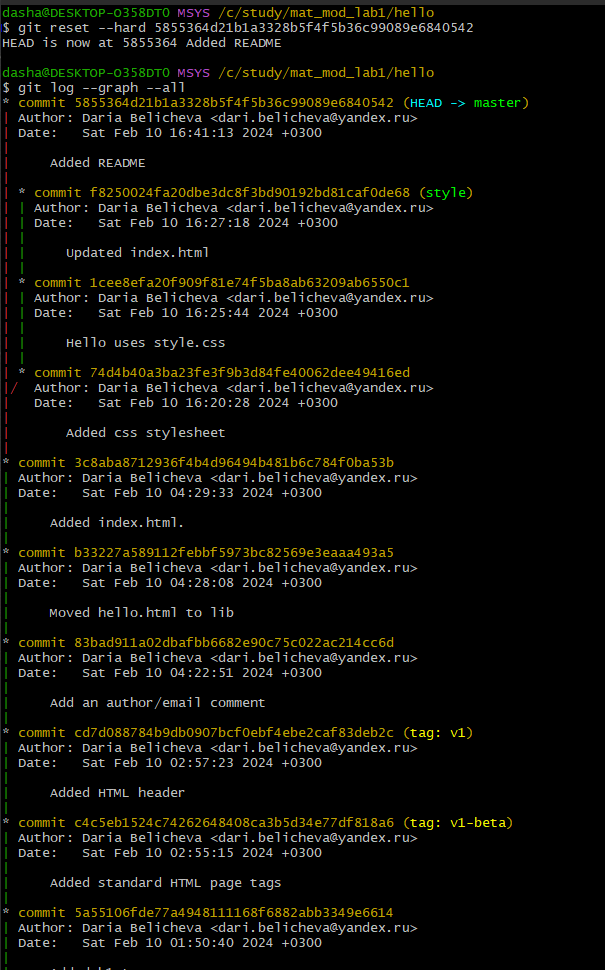 dasha@DESKTOP-O358DT0 MSYS /c/study/mat_mod_lab1/hello
$ git reset --hard 5855364d21b1a3328b5f4f5b36c99089e6840542
HEAD is now at 5855364 Added README
dasha@DESKTOP-O358DT0 MSYS /c/study/mat_mod_lab1/hello
$ git log --graph --all
* commit 5855364d21b1a3328b5f4f5b36c99089e6840542 (HEAD -> master)
| Author: Daria Belicheva <dari.belicheva@yandex.ru>
| Date:   Sat Feb 10 16:41:13 2024 +0300
|
|     Added README
|
| * commit f8250024fa20dbe3dc8f3bd90192bd81caf0de68 (style)
| | Author: Daria Belicheva <dari.belicheva@yandex.ru>
| | Date:   Sat Feb 10 16:27:18 2024 +0300
| |
| |     Updated index.html
| |
| * commit 1cee8efa20f909f81e74f5ba8ab63209ab6550c1
| | Author: Daria Belicheva <dari.belicheva@yandex.ru>
| | Date:   Sat Feb 10 16:25:44 2024 +0300
| |
| |     Hello uses style.css
| |
| * commit 74d4b40a3ba23fe3f9b3d84fe40062dee49416ed
|/  Author: Daria Belicheva <dari.belicheva@yandex.ru>
|   Date:   Sat Feb 10 16:20:28 2024 +0300
|
|       Added css stylesheet
|
* commit 3c8aba8712936f4b4d96494b481b6c784f0ba53b
| Author: Daria Belicheva <dari.belicheva@yandex.ru>
| Date:   Sat Feb 10 04:29:33 2024 +0300
|
|     Added index.html.
|
* commit b33227a589112febbf5973bc82569e3eaaa493a5
| Author: Daria Belicheva <dari.belicheva@yandex.ru>
| Date:   Sat Feb 10 04:28:08 2024 +0300
|
|     Moved hello.html to lib
|
* commit 83bad911a02dbafbb6682e90c75c022ac214cc6d
| Author: Daria Belicheva <dari.belicheva@yandex.ru>
| Date:   Sat Feb 10 04:22:51 2024 +0300
|
|     Add an author/email comment
|
* commit cd7d088784b9db0907bcf0ebf4ebe2caf83deb2c (tag: v1)
| Author: Daria Belicheva <dari.belicheva@yandex.ru>
| Date:   Sat Feb 10 02:57:23 2024 +0300
|
|     Added HTML header
|
* commit c4c5eb1524c74262648408ca3b5d34e77df818a6 (tag: v1-beta)
| Author: Daria Belicheva <dari.belicheva@yandex.ru>
| Date:   Sat Feb 10 02:55:15 2024 +0300
|
|     Added standard HTML page tags
|
* commit 5a55106fde77a4948111168f6882abb3349e6614
| Author: Daria Belicheva <dari.belicheva@yandex.ru>
| Date:   Sat Feb 10 01:50:40 2024 +0300
|